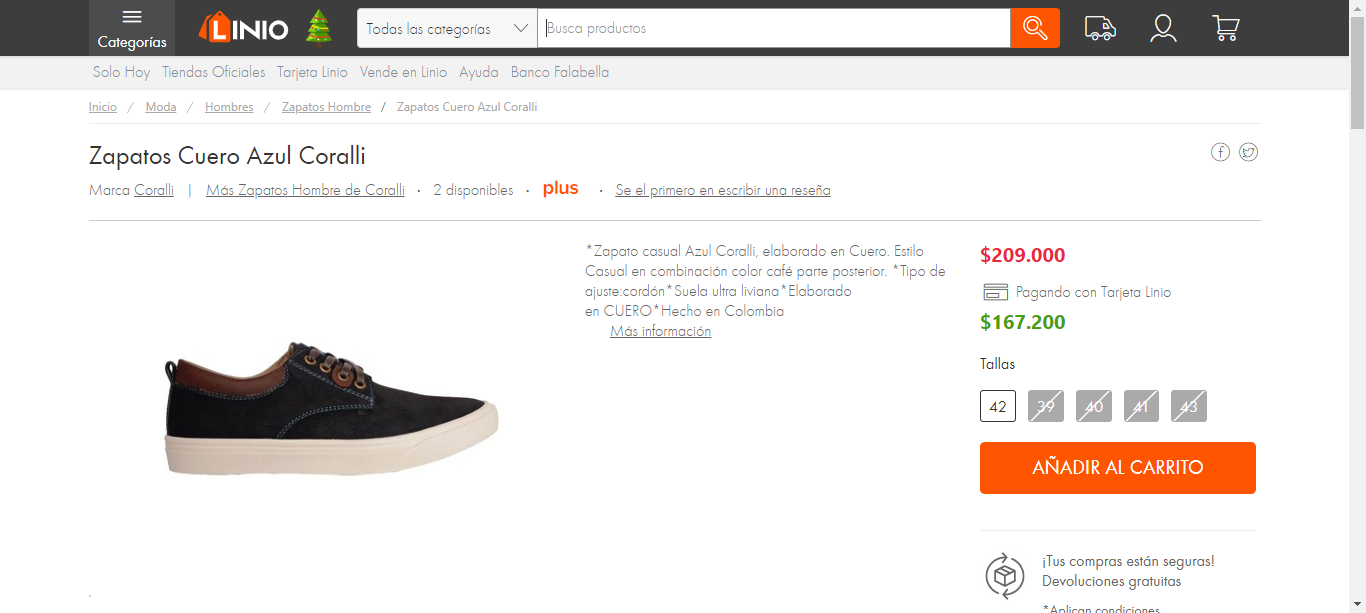 Categorías
LINIO
Todas las categorías
Busca productos
Solo Hoy Tiendas Oficiales Tarjeta Linio Vende en Linio Ayuda Banco Falabella
Inicio / Moda / Hombres / Zapatos Hombre / Zapatos Cuero Azul Coralli
Zapatos Cuero Azul Coralli
Marca Coralli | Más Zapatos Hombre de Coralli · 2 disponibles · plus · Se el primero en escribir una reseña
*Zapato casual Azul Coralli, elaborado en Cuero. Estilo
Casual en combinación color café parte posterior. *Tipo de
ajuste:cordón*Suela ultra liviana*Elaborado
en CUERO*Hecho en Colombia
Más información
$209.000
Pagando con Tarjeta Linio
$167.200
Tallas
42 39 40 41 43
AÑADIR AL CARRITO
¡Tus compras están seguras!
Devoluciones gratuitas
*Aplican condiciones